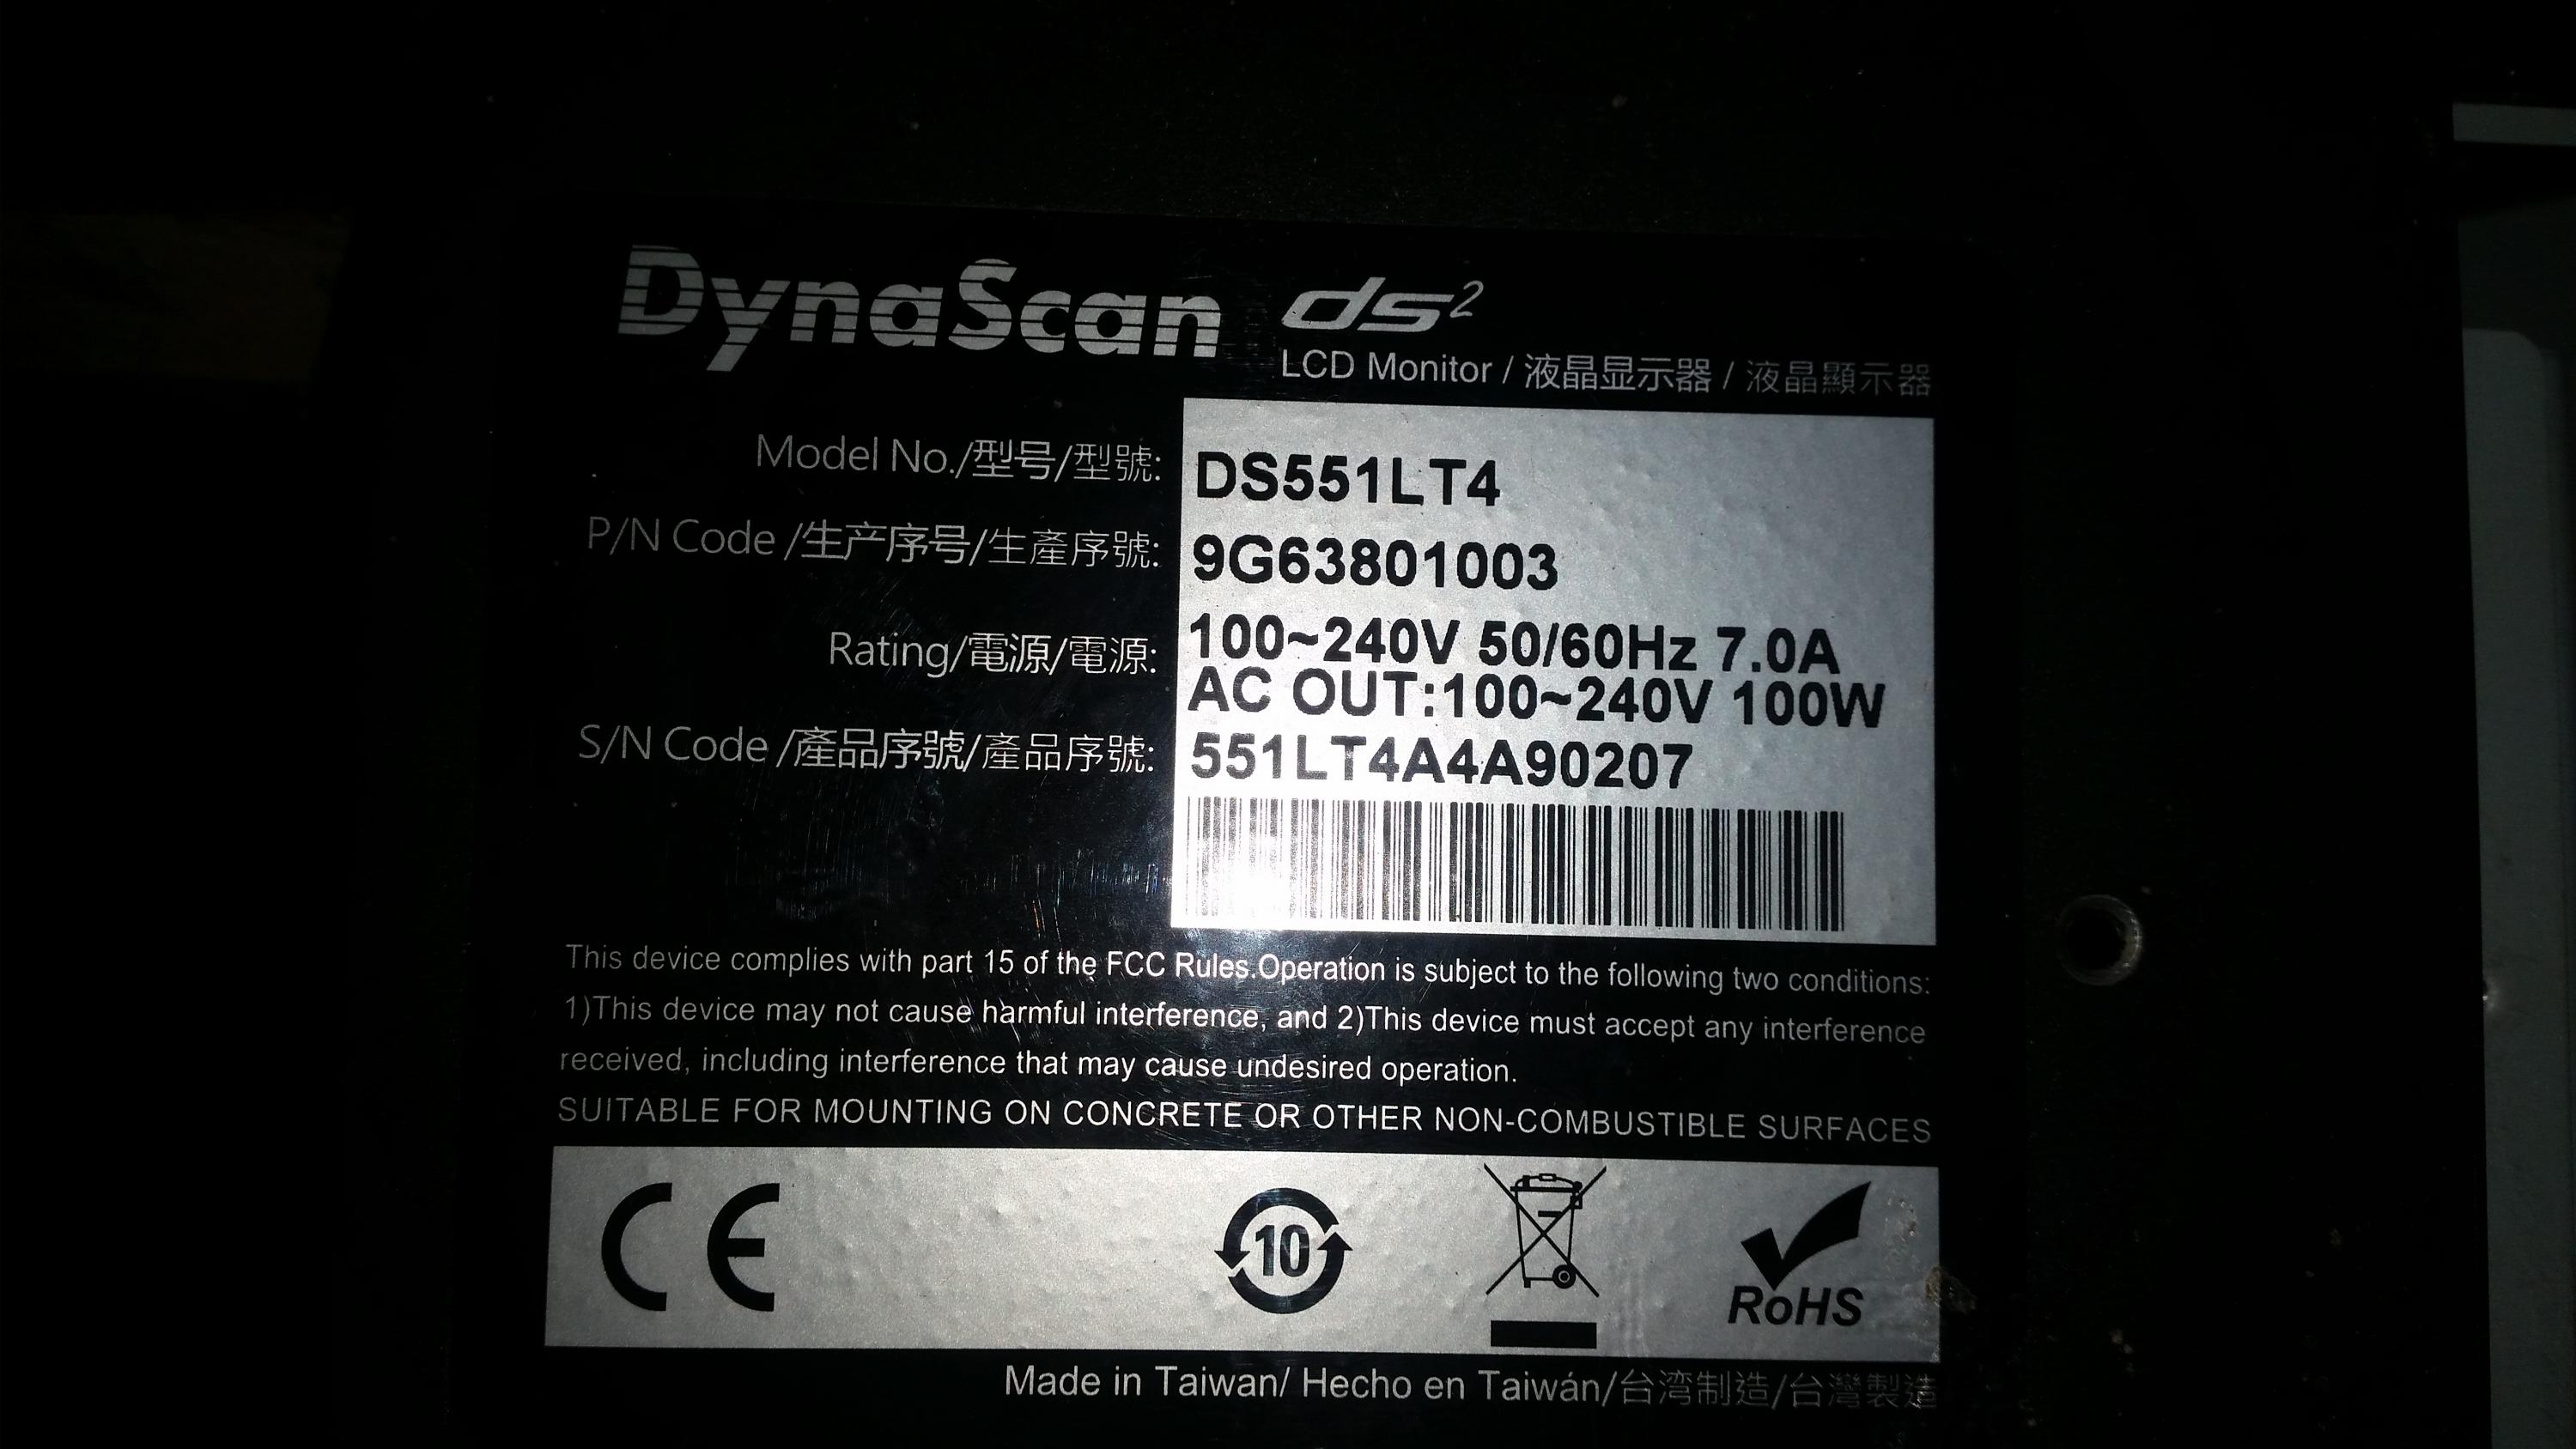 DynaScan ds²
LCD Monitor / 液晶显示器 / 液晶顯示器
Model No./型号/型號: DS551LT4
P/N Code /生产序号/生產序號: 9G63801003
Rating/電源/電源: 100~240V 50/60Hz 7.0A
AC OUT:100~240V 100W
S/N Code /產品序號/產品序號: 551LT4A4A90207
This device complies with part 15 of the FCC Rules.Operation is subject to the following two conditions:
1)This device may not cause harmful interference, and 2)This device must accept any interference
received, including interference that may cause undesired operation.
SUITABLE FOR MOUNTING ON CONCRETE OR OTHER NON-COMBUSTIBLE SURFACES
CE 10 RoHS
Made in Taiwan/ Hecho en Taiwán/台湾制造/台灣製造